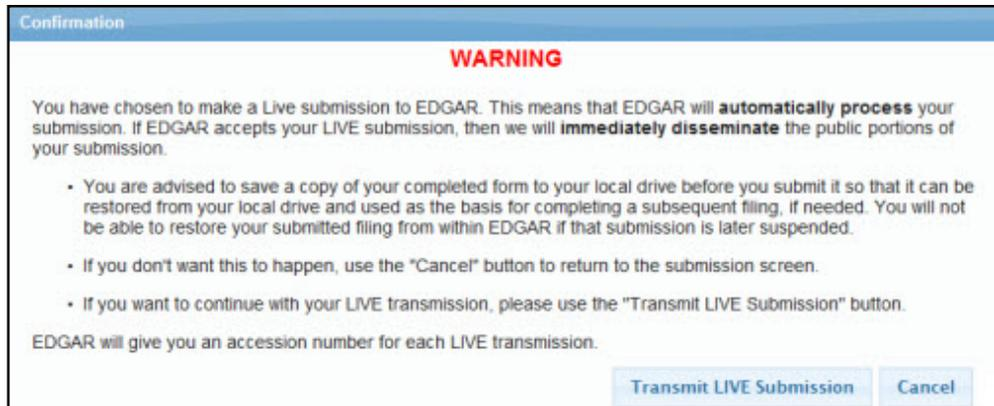 Confirmation
WARNING
You have chosen to make a Live submission to EDGAR. This means that EDGAR will automatically process your
submission. If EDGAR accepts your LIVE submission, then we will immediately disseminate the public portions of
your submission.
• You are advised to save a copy of your completed form to your local drive before you submit it so that it can be
restored from your local drive and used as the basis for completing a subsequent filing, if needed. You will not
be able to restore your submitted filing from within EDGAR if that submission is later suspended.
• If you don't want this to happen, use the "Cancel" button to return to the submission screen.
• If you want to continue with your LIVE transmission, please use the "Transmit LIVE Submission" button.
EDGAR will give you an accession number for each LIVE transmission.
Transmit LIVE Submission Cancel